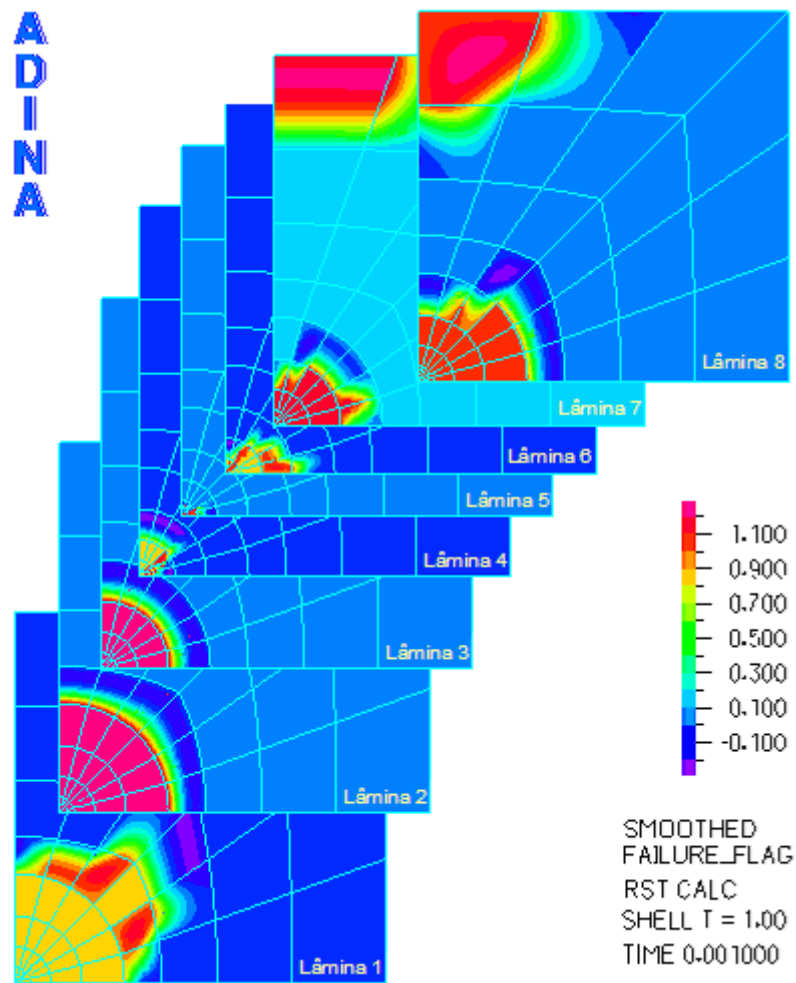 ADINA
Lâmina 8
Lâmina 7
Lâmina 6
Lâmina 5
Lâmina 4
Lâmina 3
Lâmina 2
Lâmina 1
1.100
0.900
0.700
0.500
0.300
0.100
-0.100
SMOOTHED
FAILURE_FLAG
RST CALC
SHELL T = 1.00
TIME 0.001000